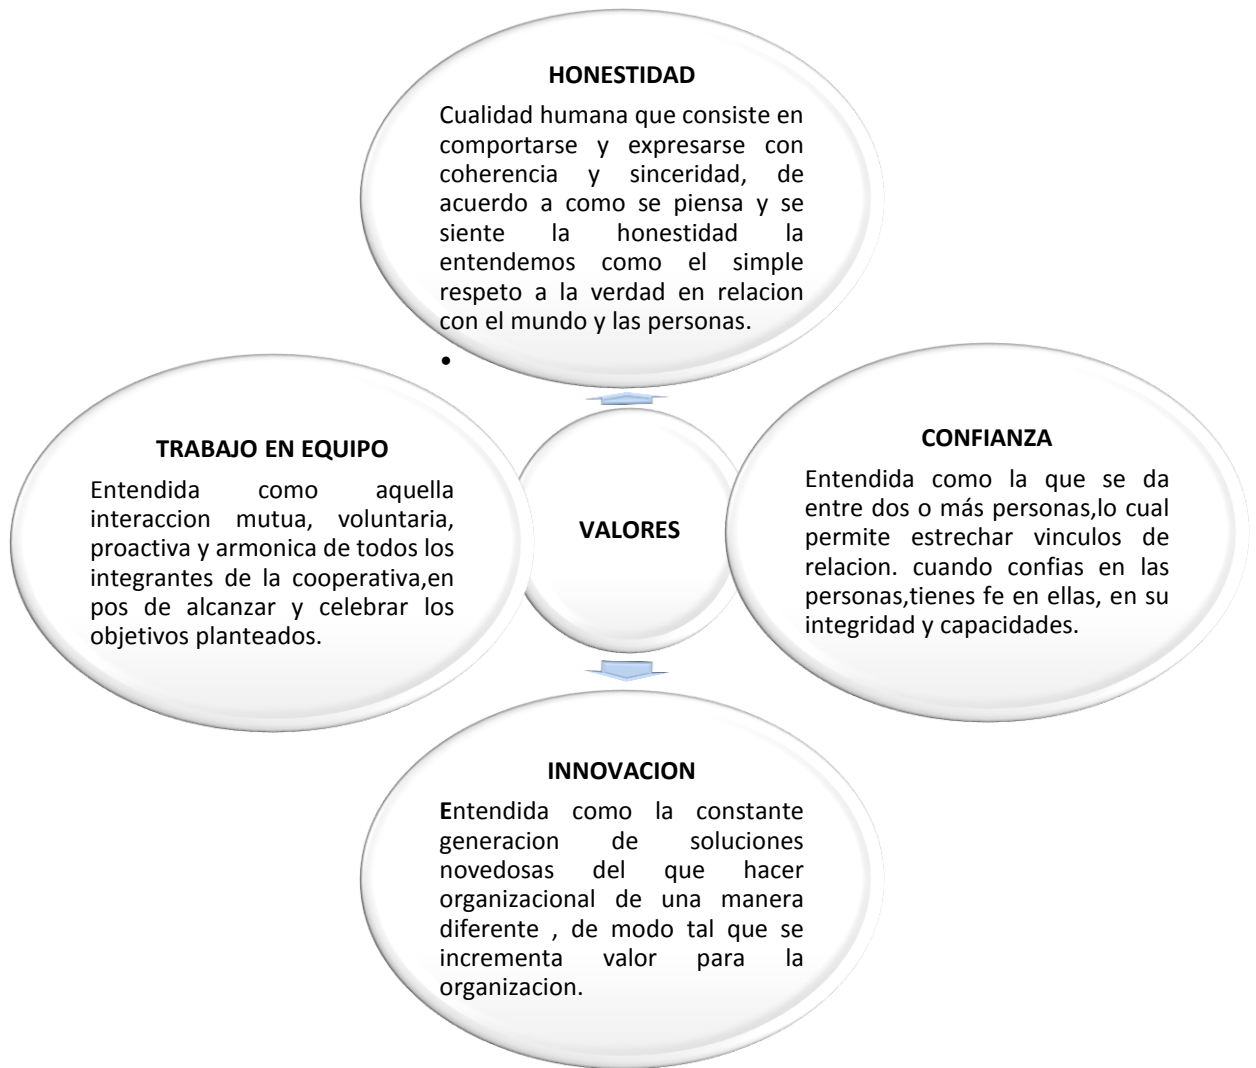 HONESTIDAD
Cualidad humana que consiste en
comportarse y expresarse con
coherencia y sinceridad, de
acuerdo a como se piensa y se
siente la honestidad la
entendemos como el simple
respeto a la verdad en relacion
con el mundo y las personas.
•
TRABAJO EN EQUIPO
Entendida como aquella
interaccion mutua, voluntaria,
proactiva y armonica de todos los
integrantes de la cooperativa,en
pos de alcanzar y celebrar los
objetivos planteados.
VALORES
CONFIANZA
Entendida como la que se da
entre dos o más personas,lo cual
permite estrechar vinculos de
relacion. cuando confias en las
personas,tienes fe en ellas, en su
integridad y capacidades.
INNOVACION
Entendida como la constante
generacion de soluciones
novedosas del que hacer
organizacional de una manera
diferente , de modo tal que se
incrementa valor para la
organizacion.